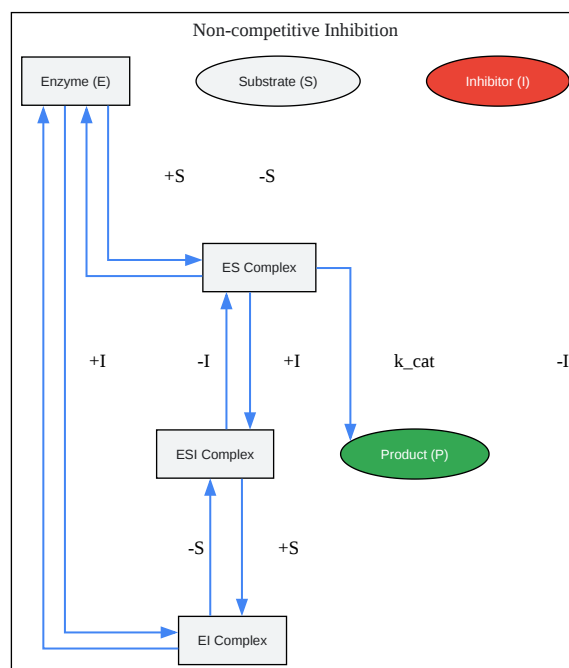 Non-competitive Inhibition
Enzyme (E)
Substrate (S)
Inhibitor (I)
+S
-S
ES Complex
+I
-I
+I
k_cat
-I
ESI Complex
Product (P)
-S
+S
EI Complex